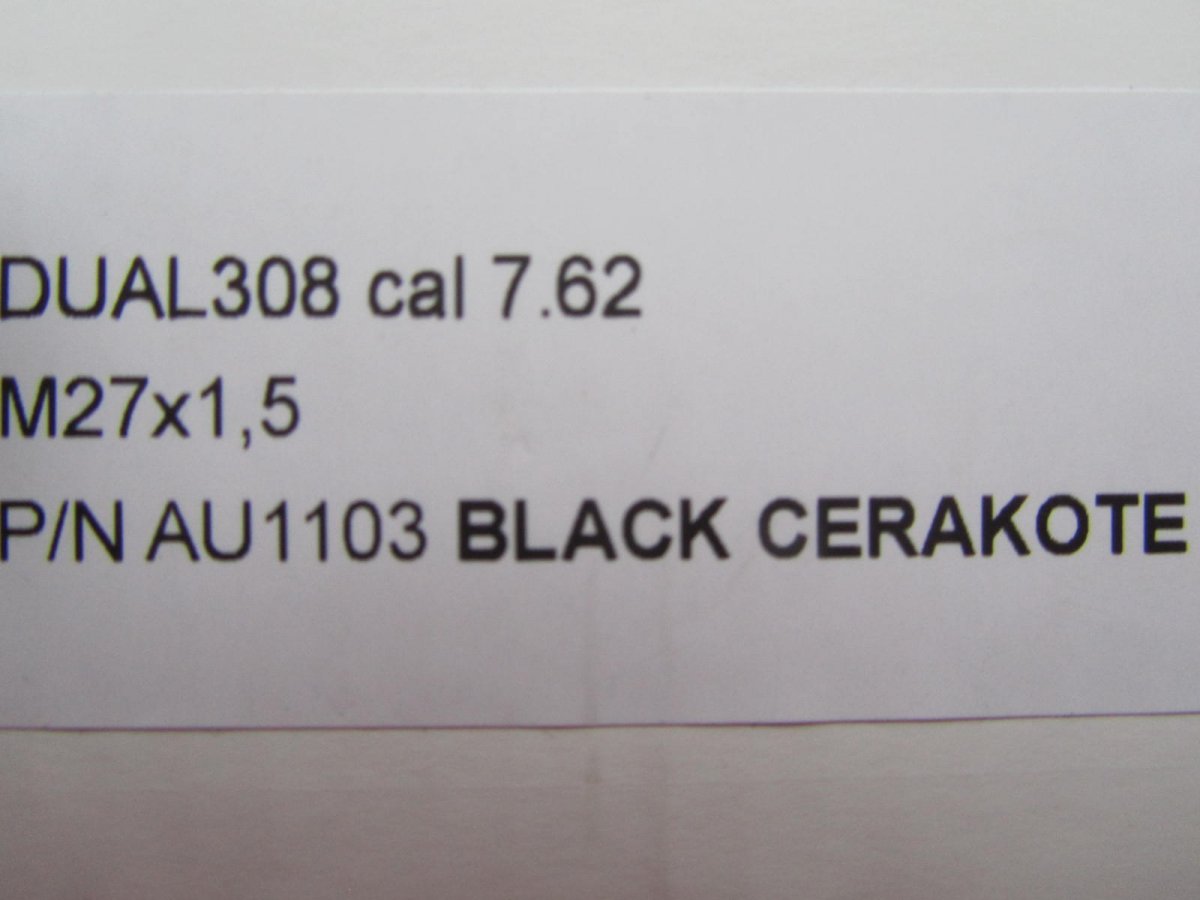 DUAL308 cal 7.62
M27x1,5
P/N AU1103 BLACK CERAKOTE